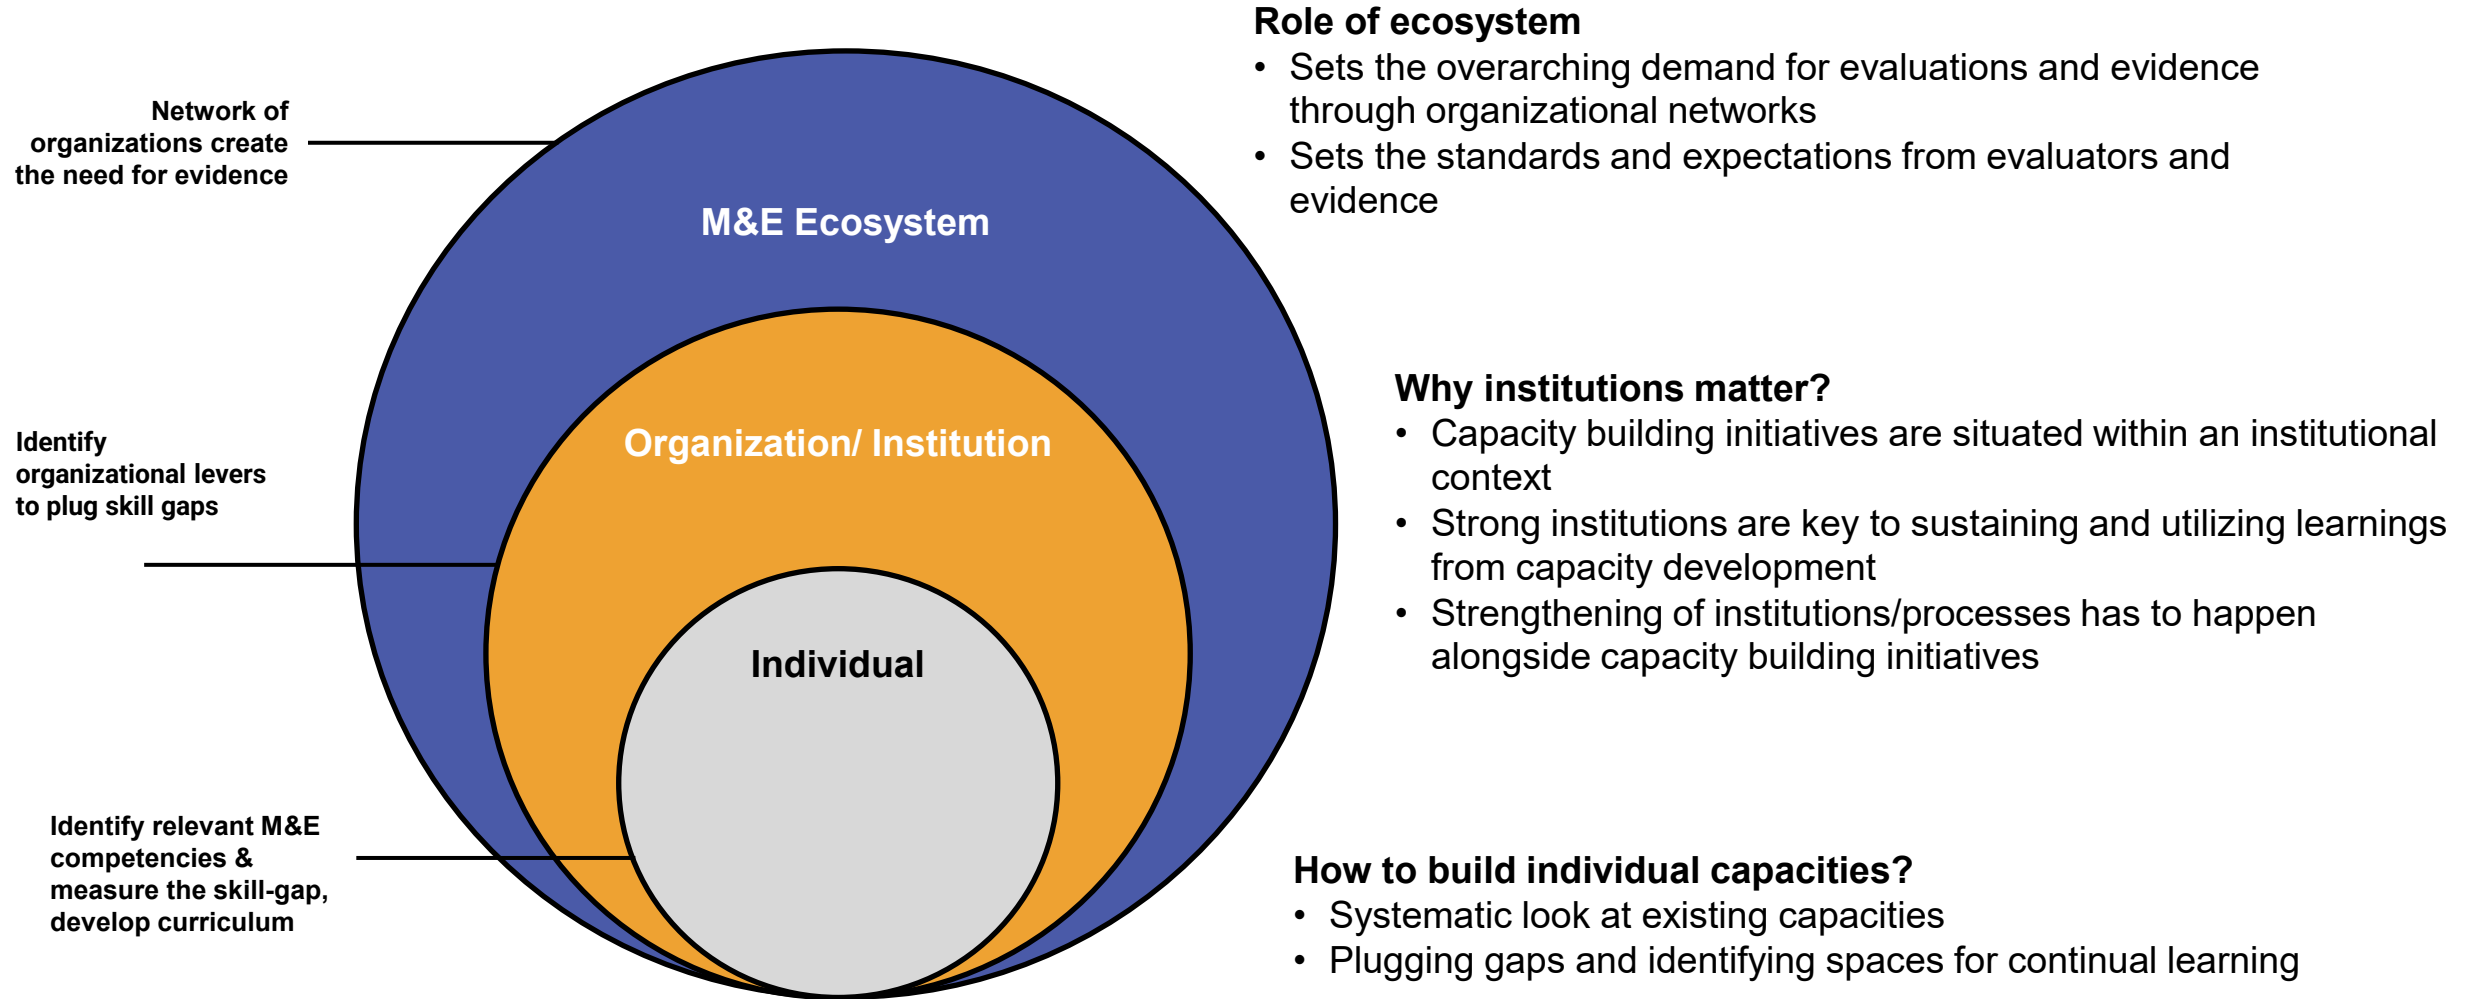 Role of ecosystem
• Sets the overarching demand for evaluations and evidence
through organizational networks
• Sets the standards and expectations from evaluators and
evidence
Network of
organizations create
the need for evidence
M&E Ecosystem
Why institutions matter?
• Capacity building initiatives are situated within an institutional
context
• Strong institutions are key to sustaining and utilizing learnings
from capacity development
• Strengthening of institutions/processes has to happen
alongside capacity building initiatives
Identify
organizational levers
to plug skill gaps
Organization/ Institution
Individual
Identify relevant M&E
competencies &
measure the skill-gap,
develop curriculum
How to build individual capacities?
• Systematic look at existing capacities
• Plugging gaps and identifying spaces for continual learning